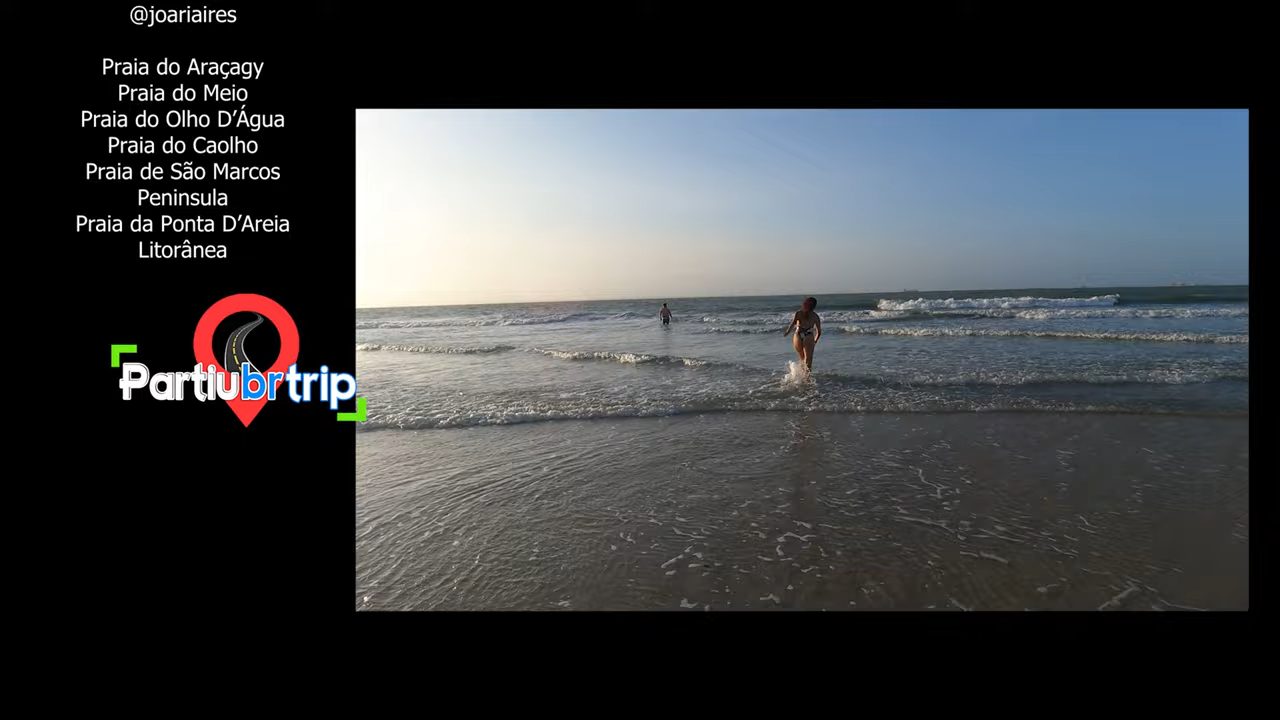 @joariaires
Praia do Araçagy
Praia do Meio
Praia do Olho D’Água
Praia do Caolho
Praia de São Marcos
Peninsula
Praia da Ponta D’Areia
Litorânea
Partiubrtrip